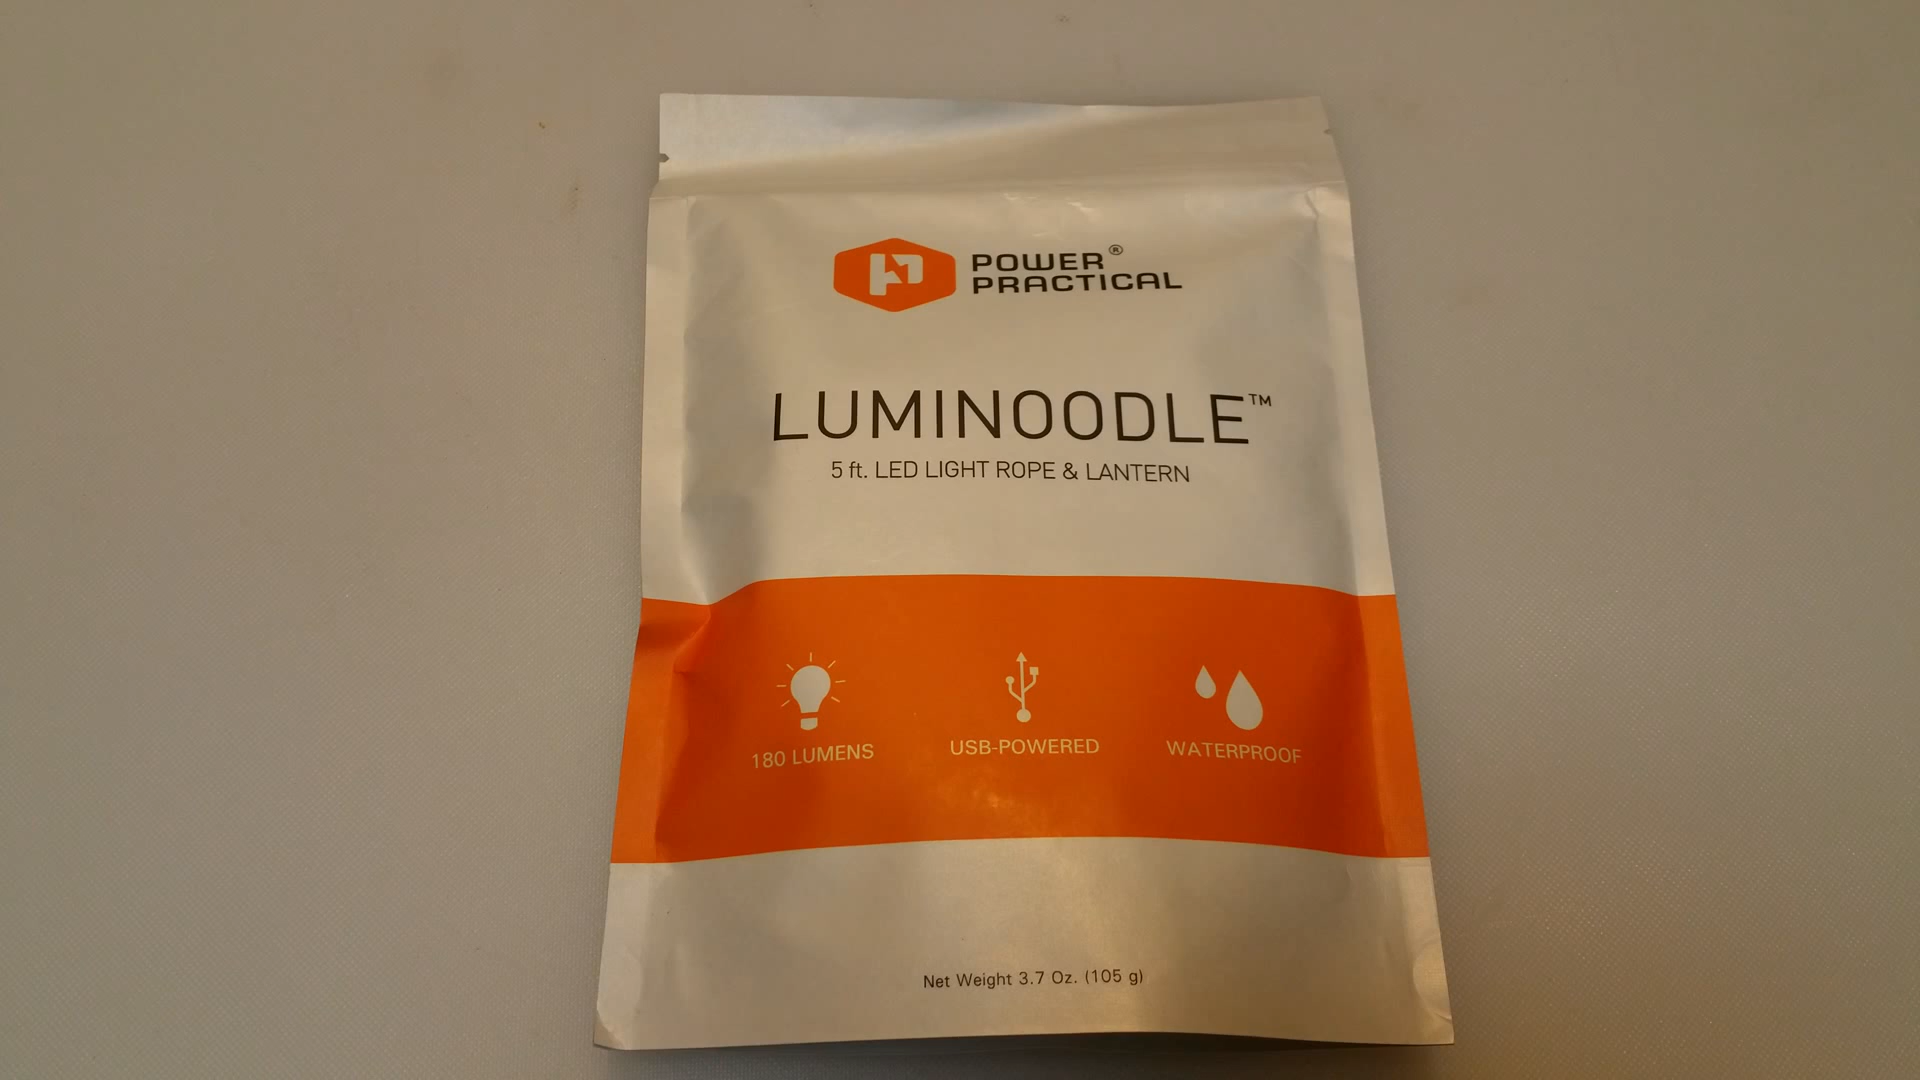 POWER®
PRACTICAL
LUMINOODLE™
5 ft. LED LIGHT ROPE & LANTERN
180 LUMENS
USB-POWERED
WATERPROOF
Net Weight 3.7 Oz. (105 g)